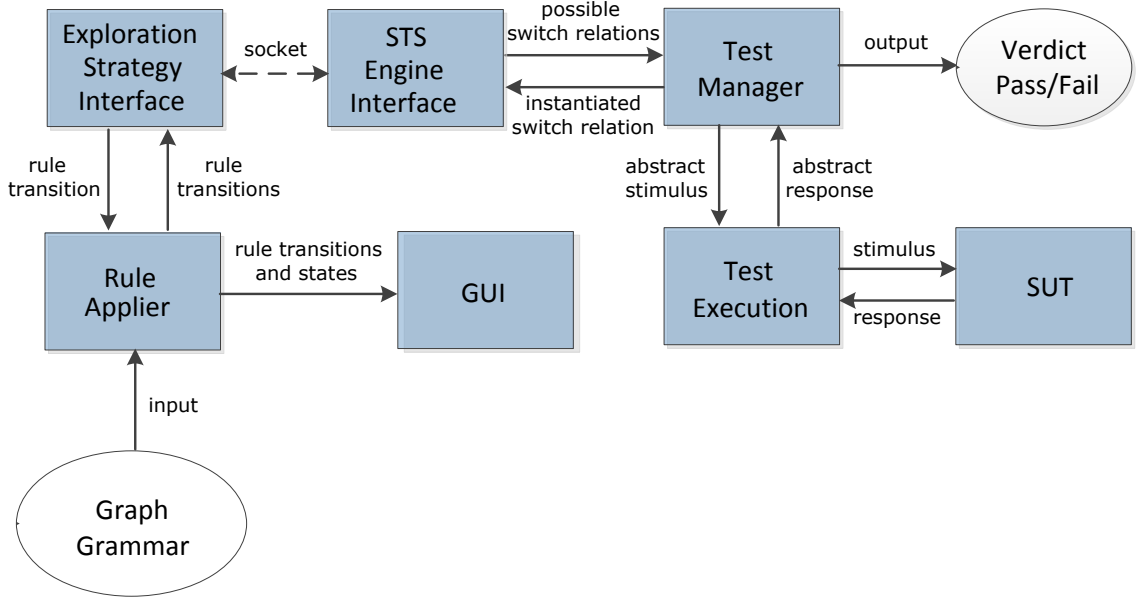 Exploration
Strategy
Interface
socket
STS
Engine
Interface
possible
switch relations
instantiated
switch relation
Test
Manager
output
Verdict
Pass/Fail
rule
transition
rule
transitions
abstract
stimulus
abstract
response
Rule
Applier
rule transitions
and states
GUI
Test
Execution
stimulus
response
SUT
input
Graph
Grammar